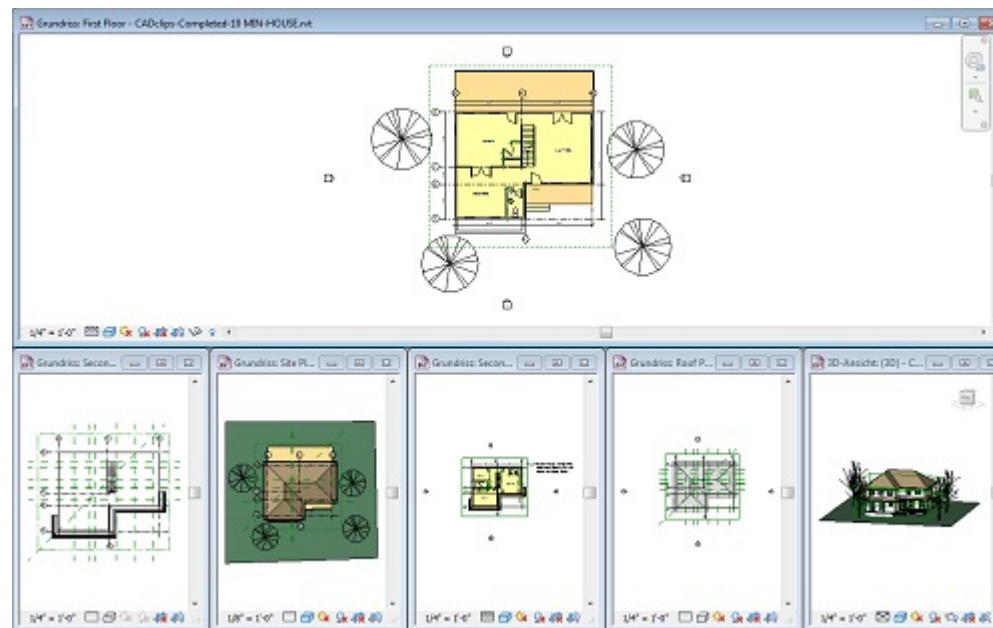 Grundriss: First Floor - CADclips-Completed-10 MIN-HOUSE.rvt
1/4" = 1'-0"
Grundriss: Secon...
Grundriss: Site Pl...
Grundriss: Secon...
Grundriss: Roof P...
3D-Ansicht: {3D} - C...
1/4" = 1'-0"
1/8" = 1'-0"
1/4" = 1'-0"
1/4" = 1'-0"
1/4" = 1'-0"